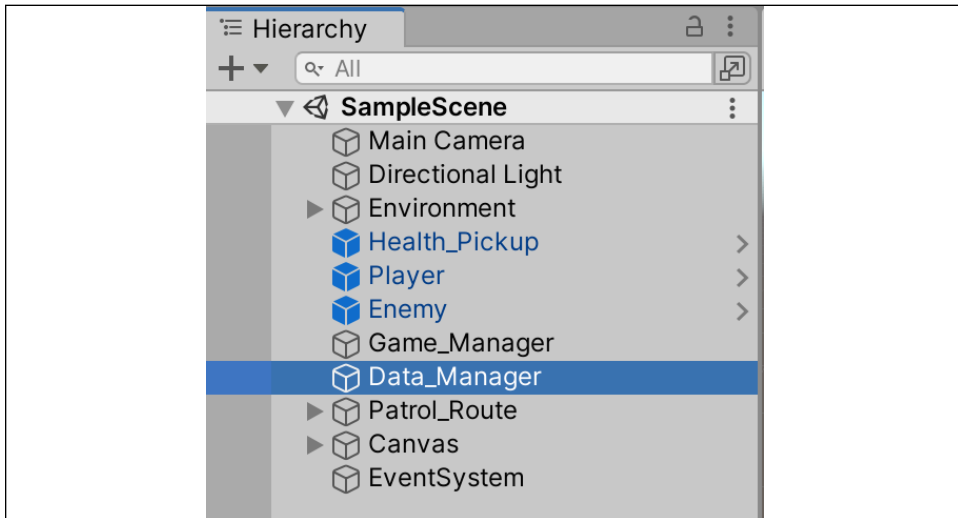 Hierarchy
All
SampleScene
Main Camera
Directional Light
Environment
Health_Pickup
Player
Enemy
Game_Manager
Data_Manager
Patrol_Route
Canvas
EventSystem